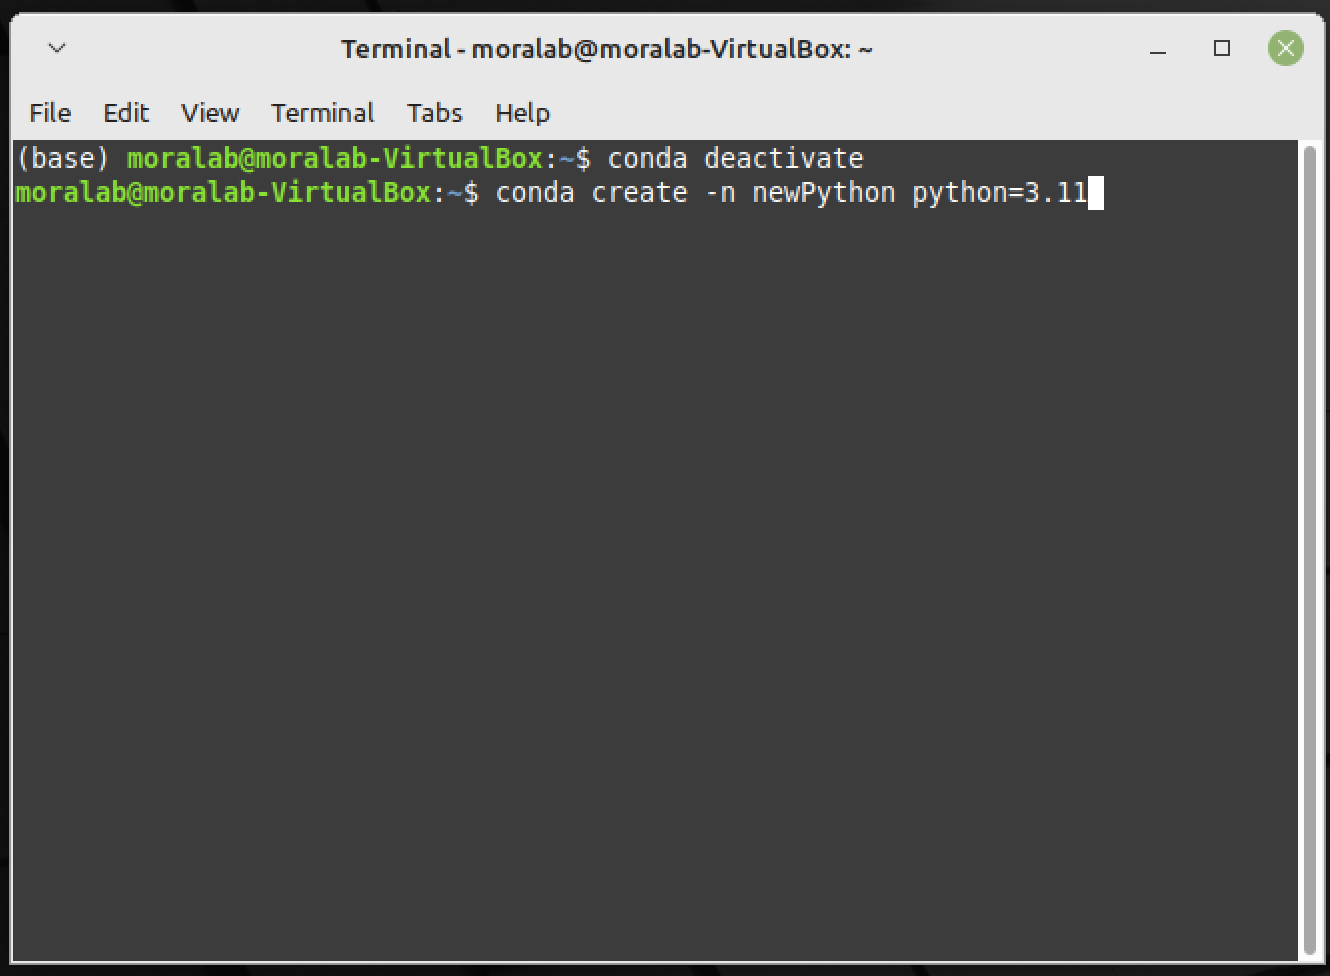 Terminal - moralab@moralab-VirtualBox: ~
File Edit View Terminal Tabs Help
(base) moralab@moralab-VirtualBox:~$ conda deactivate
moralab@moralab-VirtualBox:~$ conda create -n newPython python=3.11